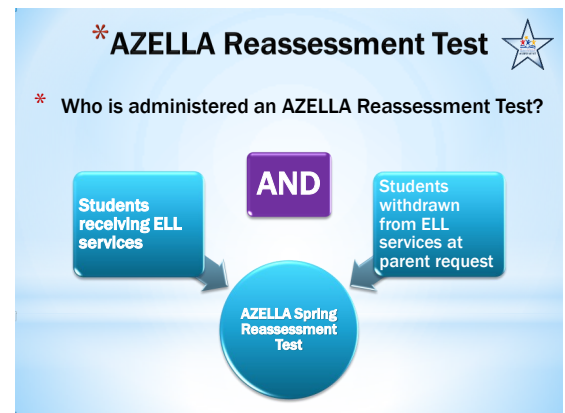 *AZELLA Reassessment Test
* Who is administered an AZELLA Reassessment Test?
AND
Students
receiving ELL
services
Students
withdrawn
from ELL
services at
parent request
AZELLA Spring
Reassessment
Test